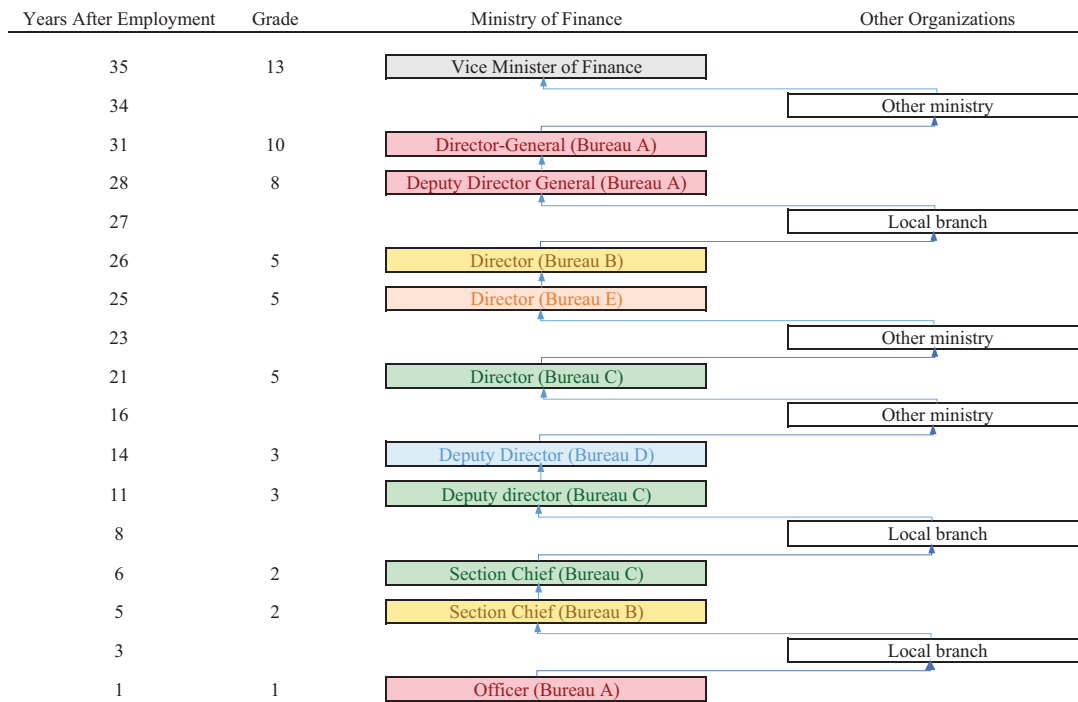 Years After Employment Grade Ministry of Finance Other Organizations
35 13 Vice Minister of Finance
34 Other ministry
31 10 Director-General (Bureau A)
28 8 Deputy Director General (Bureau A)
27 Local branch
26 5 Director (Bureau B)
25 5 Director (Bureau E)
23 Other ministry
21 5 Director (Bureau C)
16 Other ministry
14 3 Deputy Director (Bureau D)
11 3 Deputy director (Bureau C)
8 Local branch
6 2 Section Chief (Bureau C)
5 2 Section Chief (Bureau B)
3 Local branch
1 1 Officer (Bureau A)